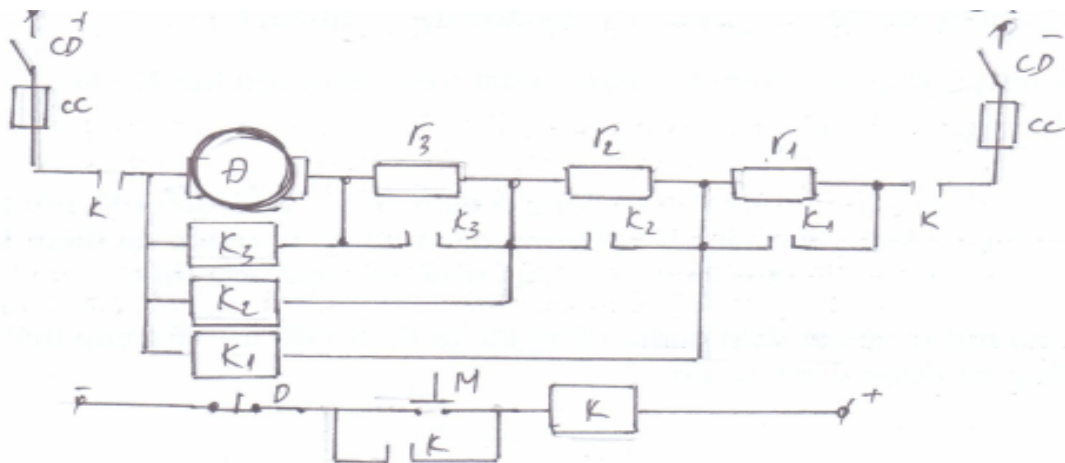 CD+ CD-
CC CC
r3 r2 r1
Đ
K K3 K2 K1 K
K3
K2
K1
- D M +
K
K